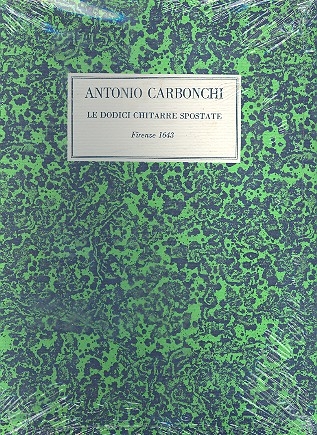 ANTONIO CARBONCHI
LE DODICI CHITARRE SPOSTATE
Firenze 1643